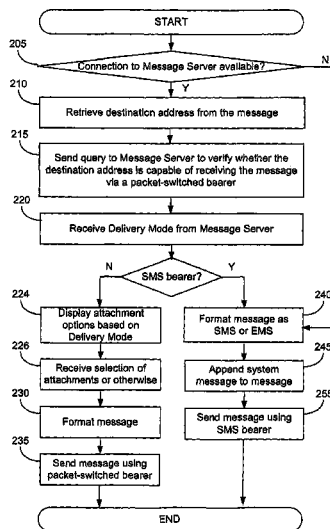 START
205
Connection to Message Server available?
N
Y
210
Retrieve destination address from the message
215
Send query to Message Server to verify whether the
destination address is capable of receiving the message
via a packet-switched bearer
220
Receive Delivery Mode from Message Server
N
SMS bearer?
Y
224
Display attachment
options based on
Delivery Mode
226
Receive selection of
attachments or otherwise
230
Format message
235
Send message using
packet-switched bearer
240
Format message as
SMS or EMS
245
Append system
message to message
255
Send message using
SMS bearer
END